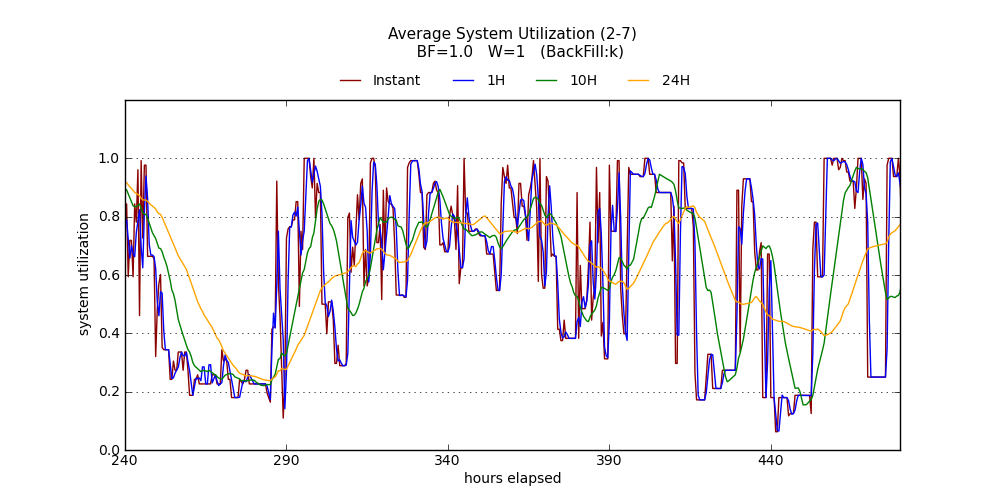 Average System Utilization (2-7)
BF=1.0 W=1 (BackFill:k)
Instant 1H 10H 24H
1.0
0.8
0.6
0.4
0.2
0.0
system utilization
240 290 340 390 440
hours elapsed